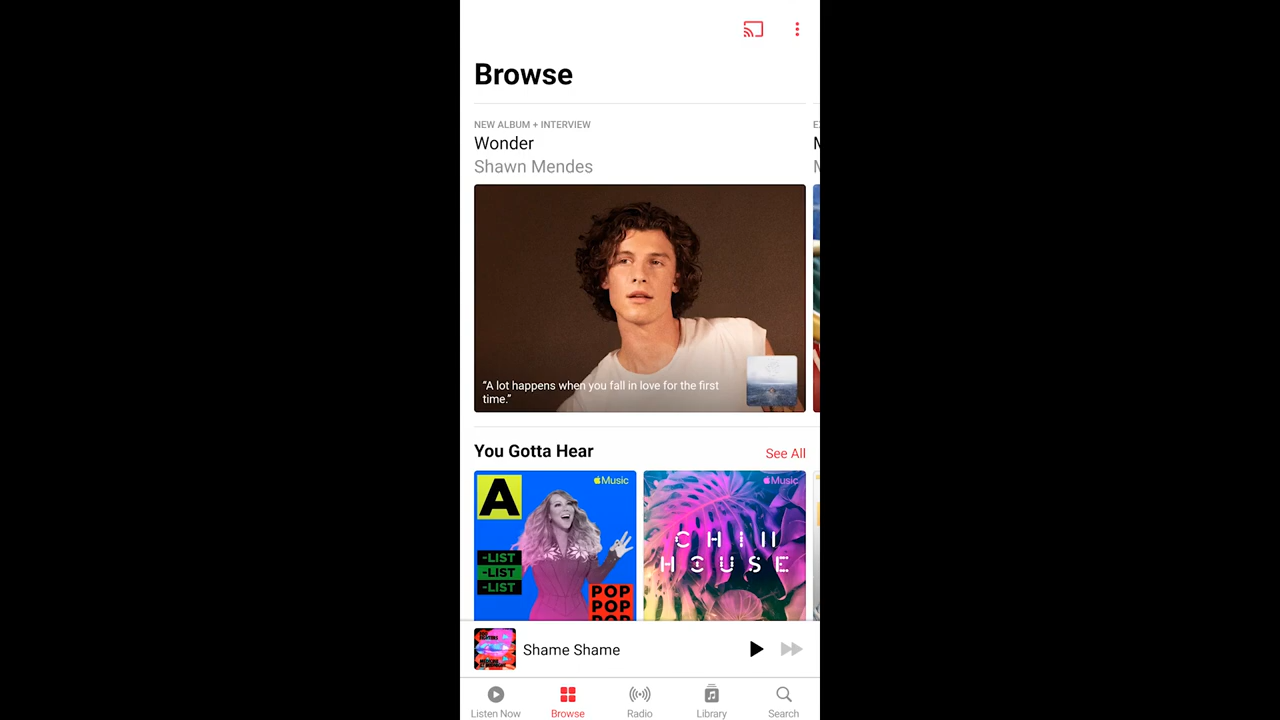 Browse
NEW ALBUM + INTERVIEW
Wonder
Shawn Mendes
“A lot happens when you fall in love for the first
time.”
You Gotta Hear
See All
A
Music
-LIST
-LIST
-LIST
POP
POP
POP
Music
CHILL
HOUSE
Shame Shame
Listen Now
Browse
Radio
Library
Search